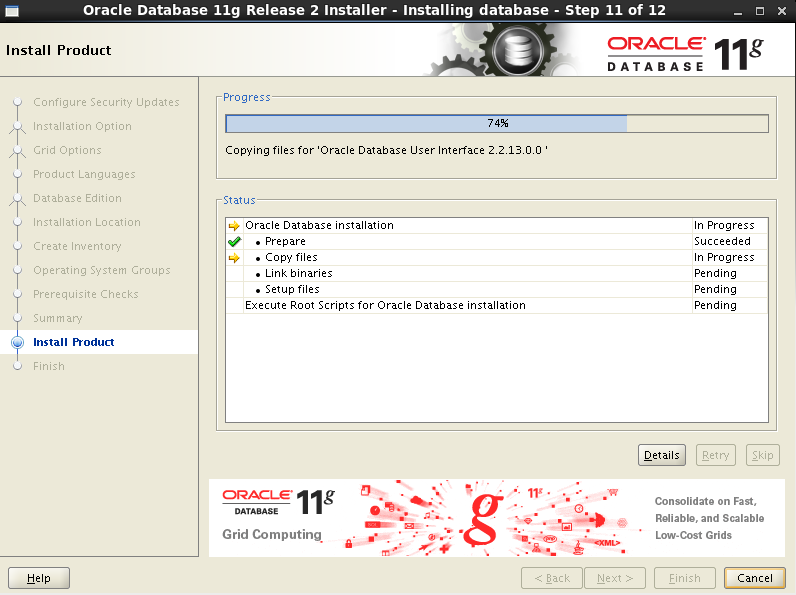 Oracle Database 11g Release 2 Installer - Installing database - Step 11 of 12
Install Product
ORACLE DATABASE 11g
Configure Security Updates
Installation Option
Grid Options
Product Languages
Database Edition
Installation Location
Create Inventory
Operating System Groups
Prerequisite Checks
Summary
Install Product
Finish
Progress
74%
Copying files for 'Oracle Database User Interface 2.2.13.0.0 '
Status
Oracle Database installation In Progress
• Prepare Succeeded
• Copy files In Progress
• Link binaries Pending
• Setup files Pending
Execute Root Scripts for Oracle Database installation Pending
Details Retry Skip
ORACLE DATABASE 11g
Grid Computing
11g
g
<XML>
Consolidate on Fast,
Reliable, and Scalable
Low-Cost Grids
Help < Back Next > Finish Cancel